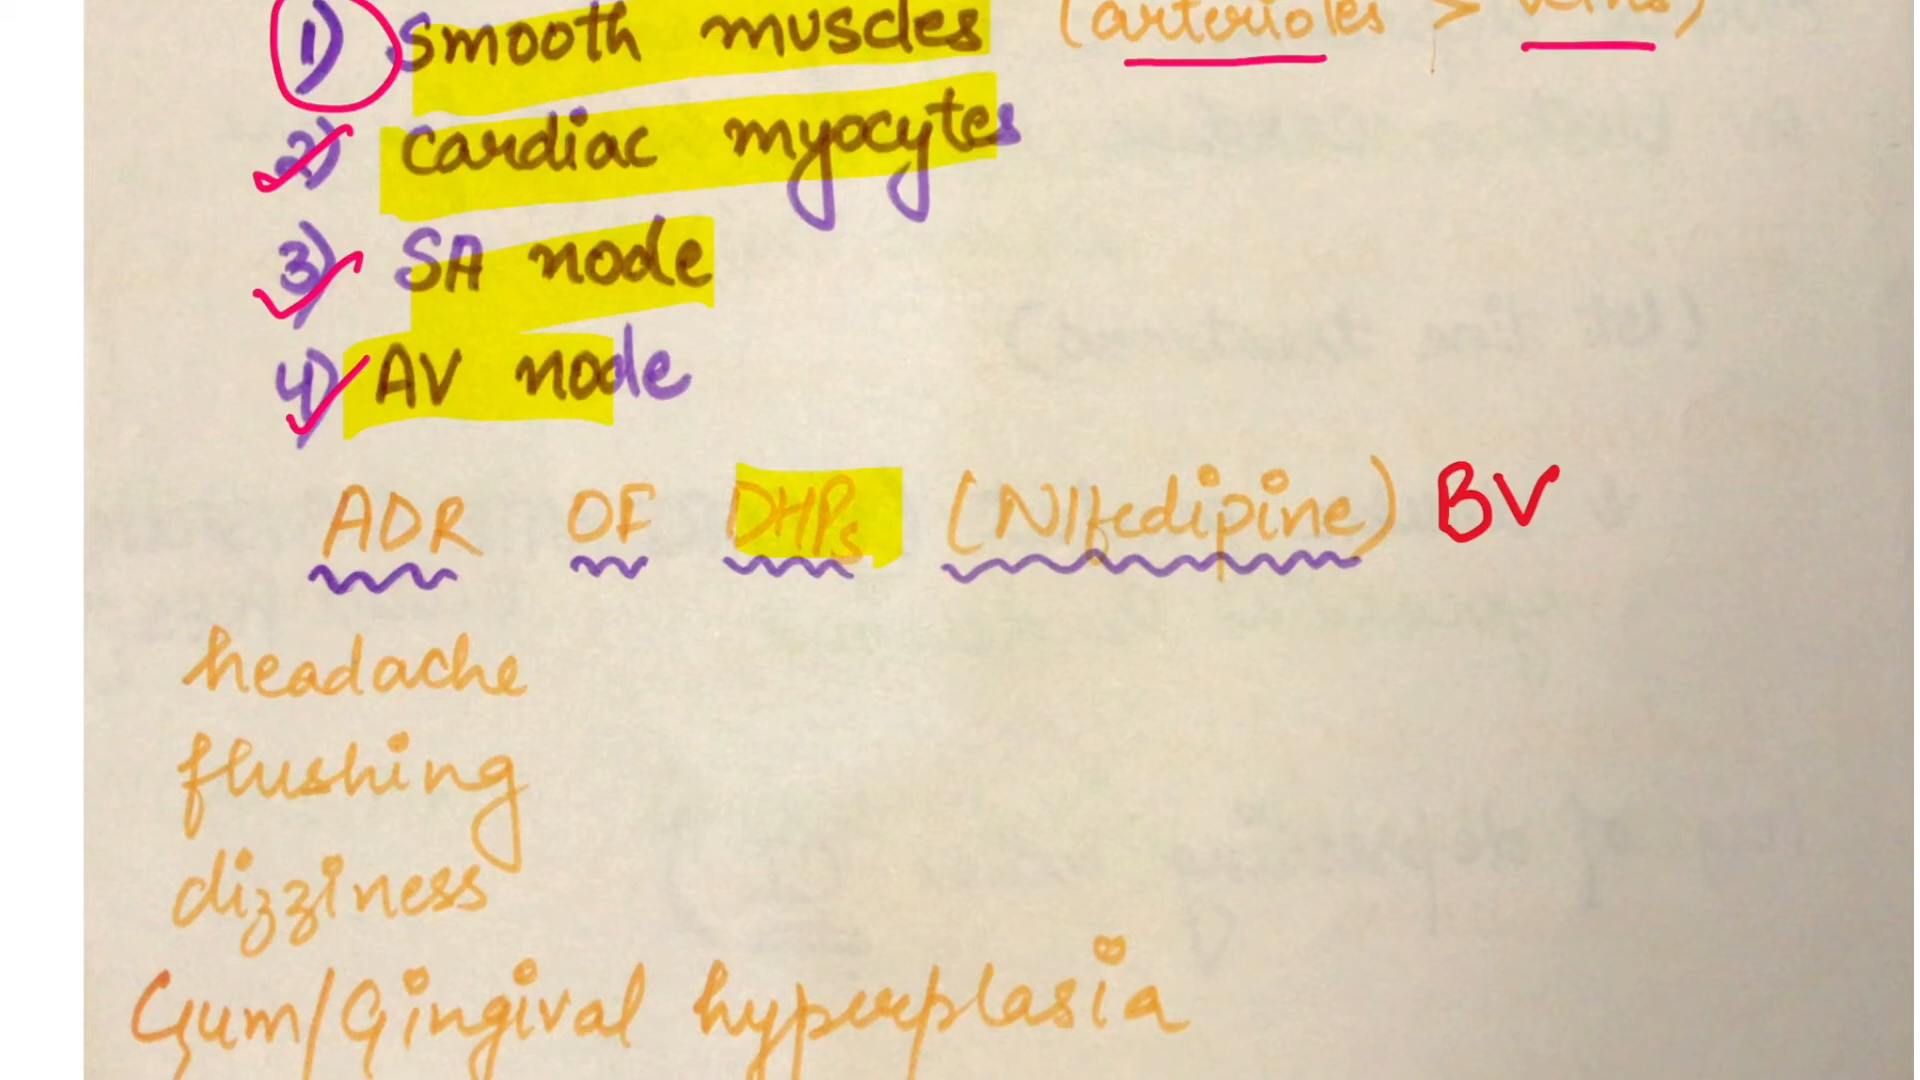 1) Smooth muscles (arterioles > veins)
2) Cardiac myocytes
3) SA node
4) AV node
ADR OF DHPs (NIfedipine) BV
headache
flushing
dizziness
Gum/Gingival hyperplasia